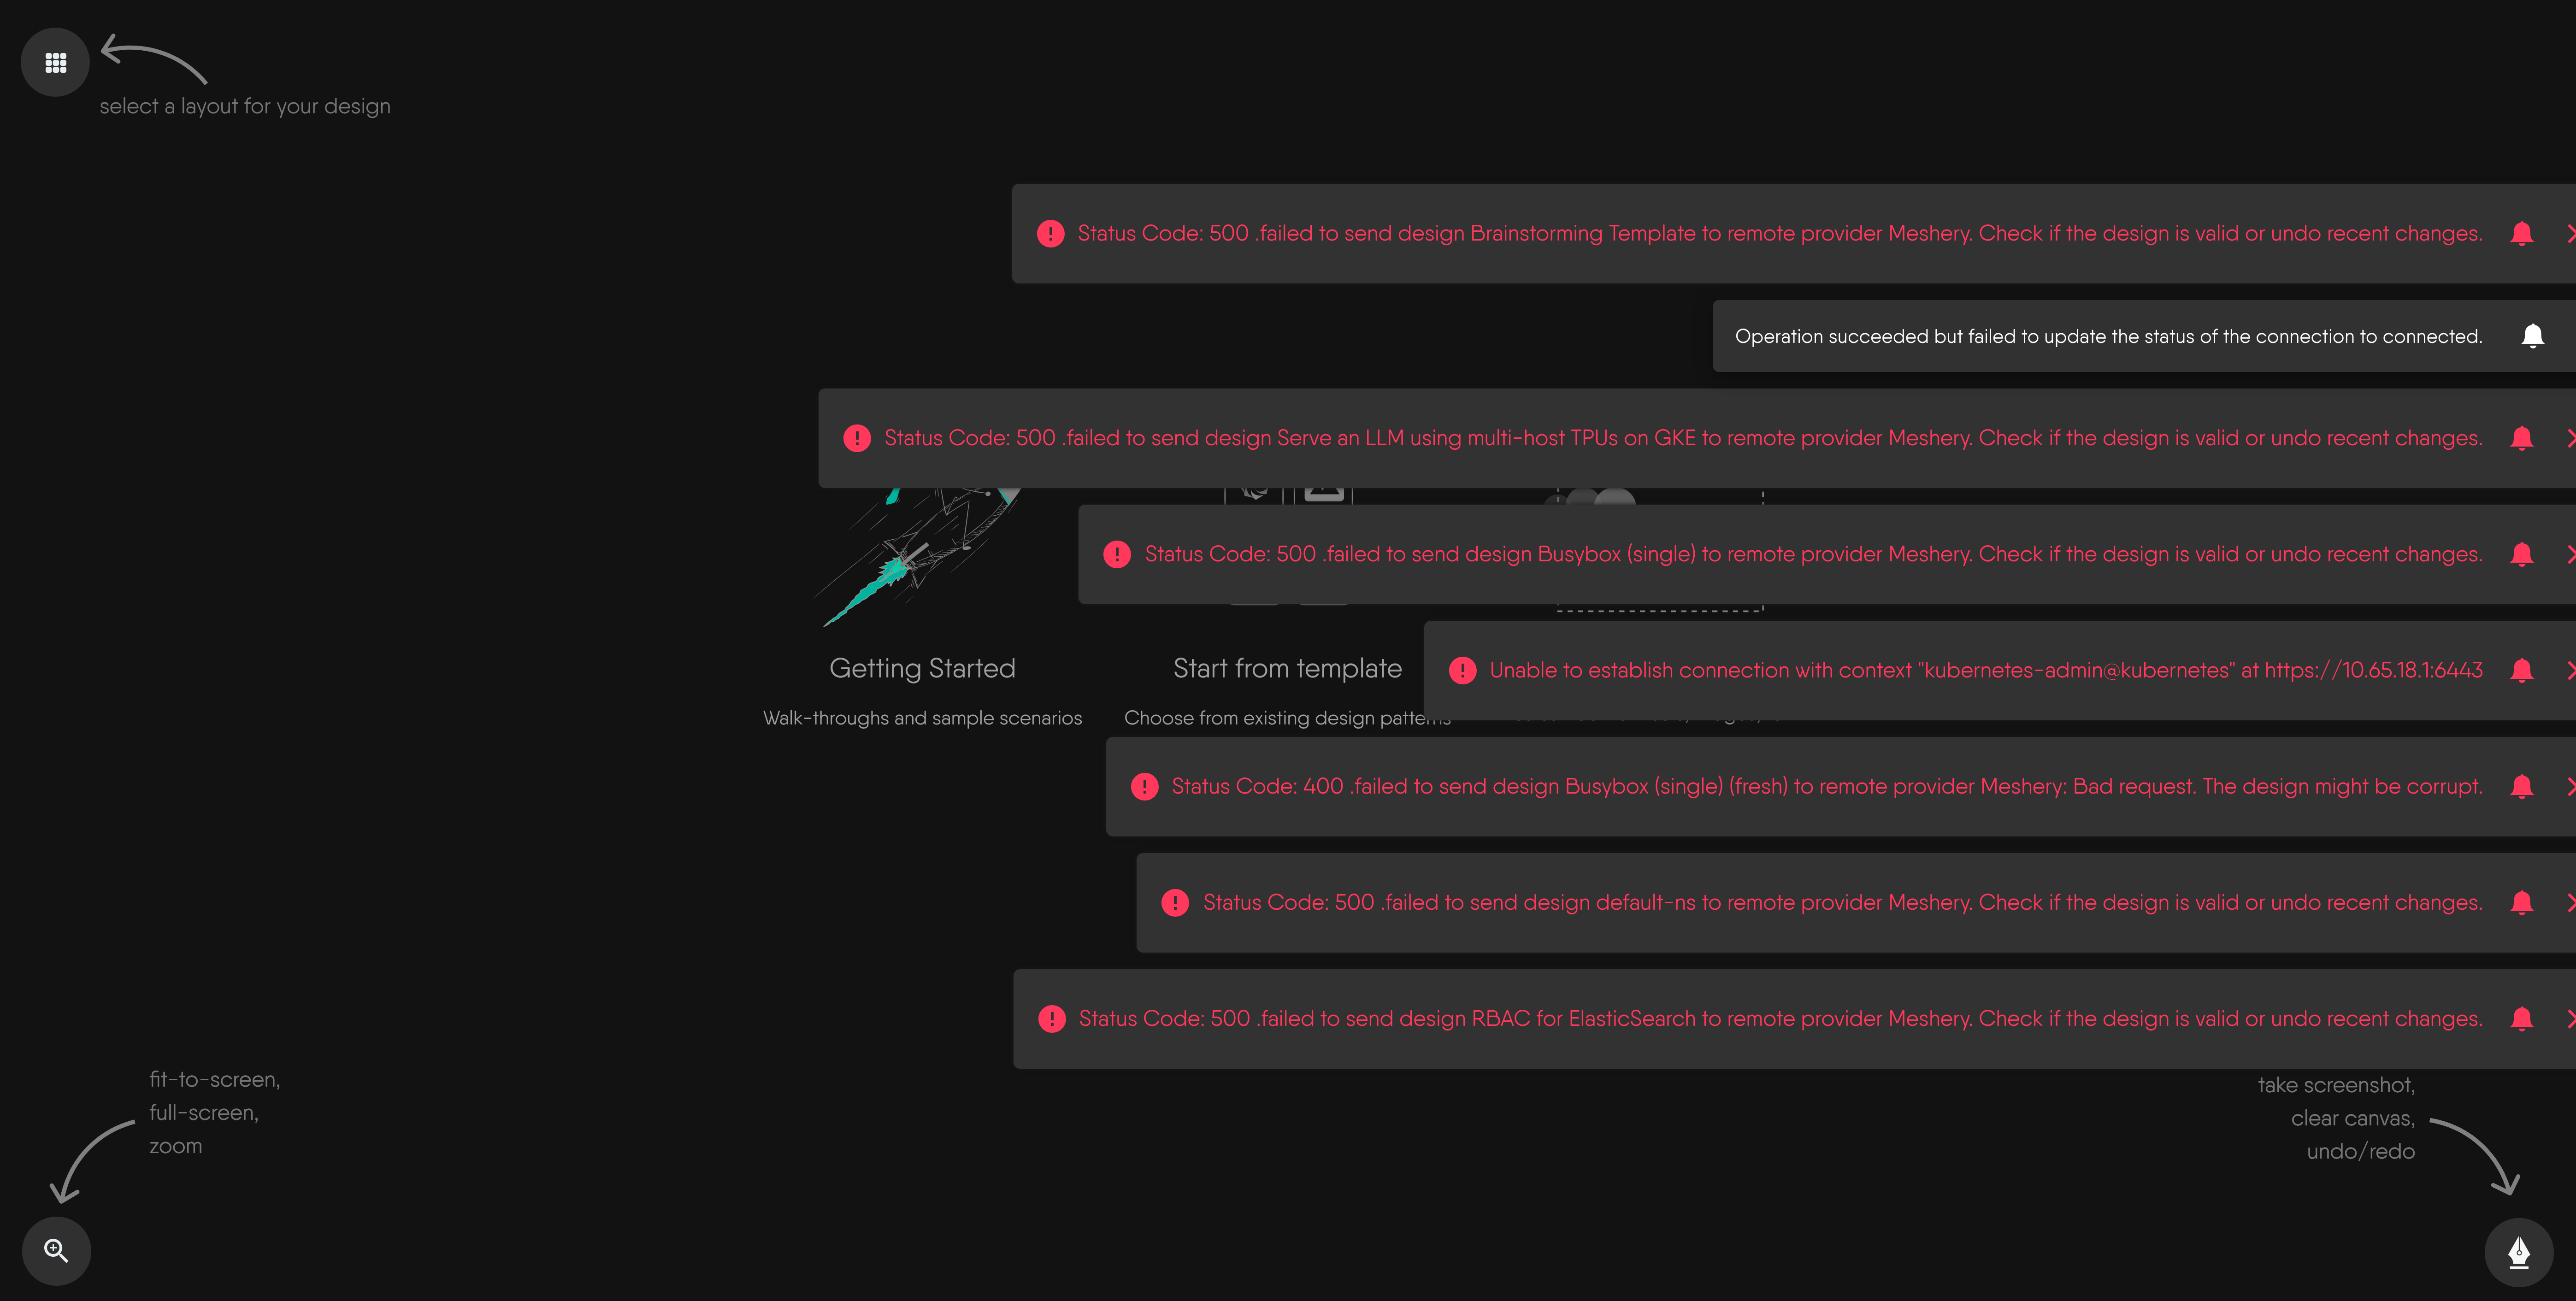 select a layout for your design
Status Code: 500 .failed to send design Brainstorming Template to remote provider Meshery. Check if the design is valid or undo recent changes.
Operation succeeded but failed to update the status of the connection to connected.
Status Code: 500 .failed to send design Serve an LLM using multi-host TPUs on GKE to remote provider Meshery. Check if the design is valid or undo recent changes.
Status Code: 500 .failed to send design Busybox (single) to remote provider Meshery. Check if the design is valid or undo recent changes.
Getting Started
Start from template
Unable to establish connection with context "kubernetes-admin@kubernetes" at https://10.65.18.1:6443
Walk-throughs and sample scenarios
Choose from existing design patterns
Status Code: 400 .failed to send design Busybox (single) (fresh) to remote provider Meshery: Bad request. The design might be corrupt.
Status Code: 500 .failed to send design default-ns to remote provider Meshery. Check if the design is valid or undo recent changes.
Status Code: 500 .failed to send design RBAC for ElasticSearch to remote provider Meshery. Check if the design is valid or undo recent changes.
fit-to-screen,
full-screen,
zoom
take screenshot,
clear canvas,
undo/redo